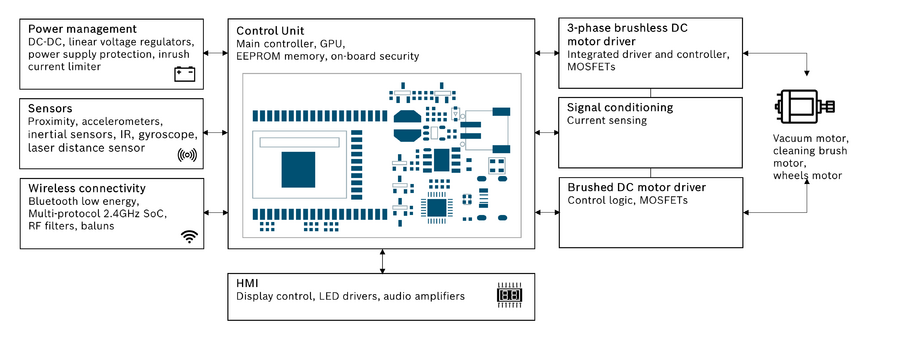 Power management
DC-DC, linear voltage regulators,
power supply protection, inrush
current limiter
Sensors
Proximity, accelerometers,
inertial sensors, IR, gyroscope,
laser distance sensor
Wireless connectivity
Bluetooth low energy,
Multi-protocol 2.4GHz SoC,
RF filters, baluns
Control Unit
Main controller, GPU,
EEPROM memory, on-board security
HMI
Display control, LED drivers, audio amplifiers
3-phase brushless DC
motor driver
Integrated driver and controller,
MOSFETs
Signal conditioning
Current sensing
Brushed DC motor driver
Control logic, MOSFETs
Vacuum motor,
cleaning brush
motor,
wheels motor